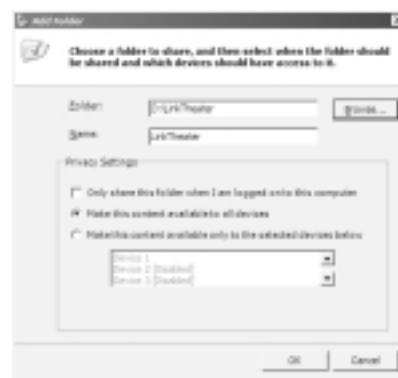 Add Folder
Choose a folder to share, and then select when the folder should
be shared and which devices should have access to it.
Folder:
D:\LinkTheater
Browse...
Name:
LinkTheater
Privacy Settings
Only share this folder when I am logged onto this computer
Make this content available to all devices
Make this content available only to the selected devices below
Device 1
Device 2 [Disabled]
Device 3 [Disabled]
OK
Cancel